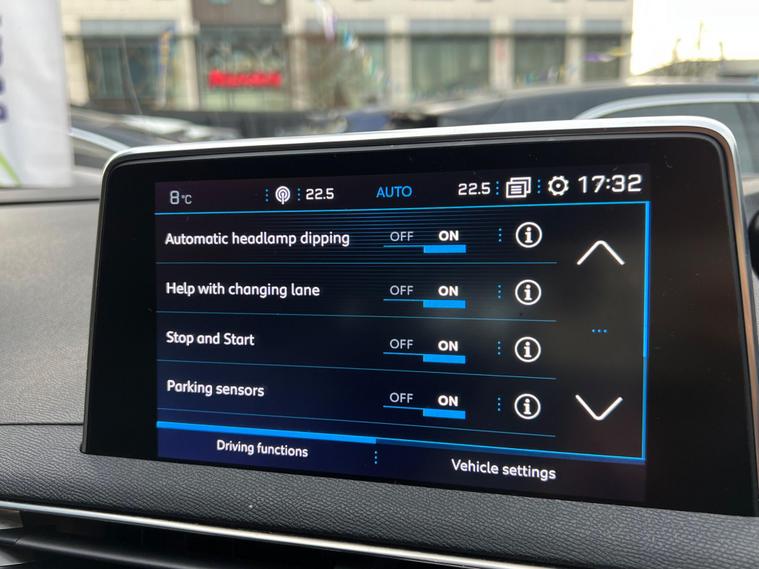 8°C 22.5 AUTO 22.5 17:32
Automatic headlamp dipping OFF ON i
Help with changing lane OFF ON i
Stop and Start OFF ON i
Parking sensors OFF ON i
Driving functions Vehicle settings